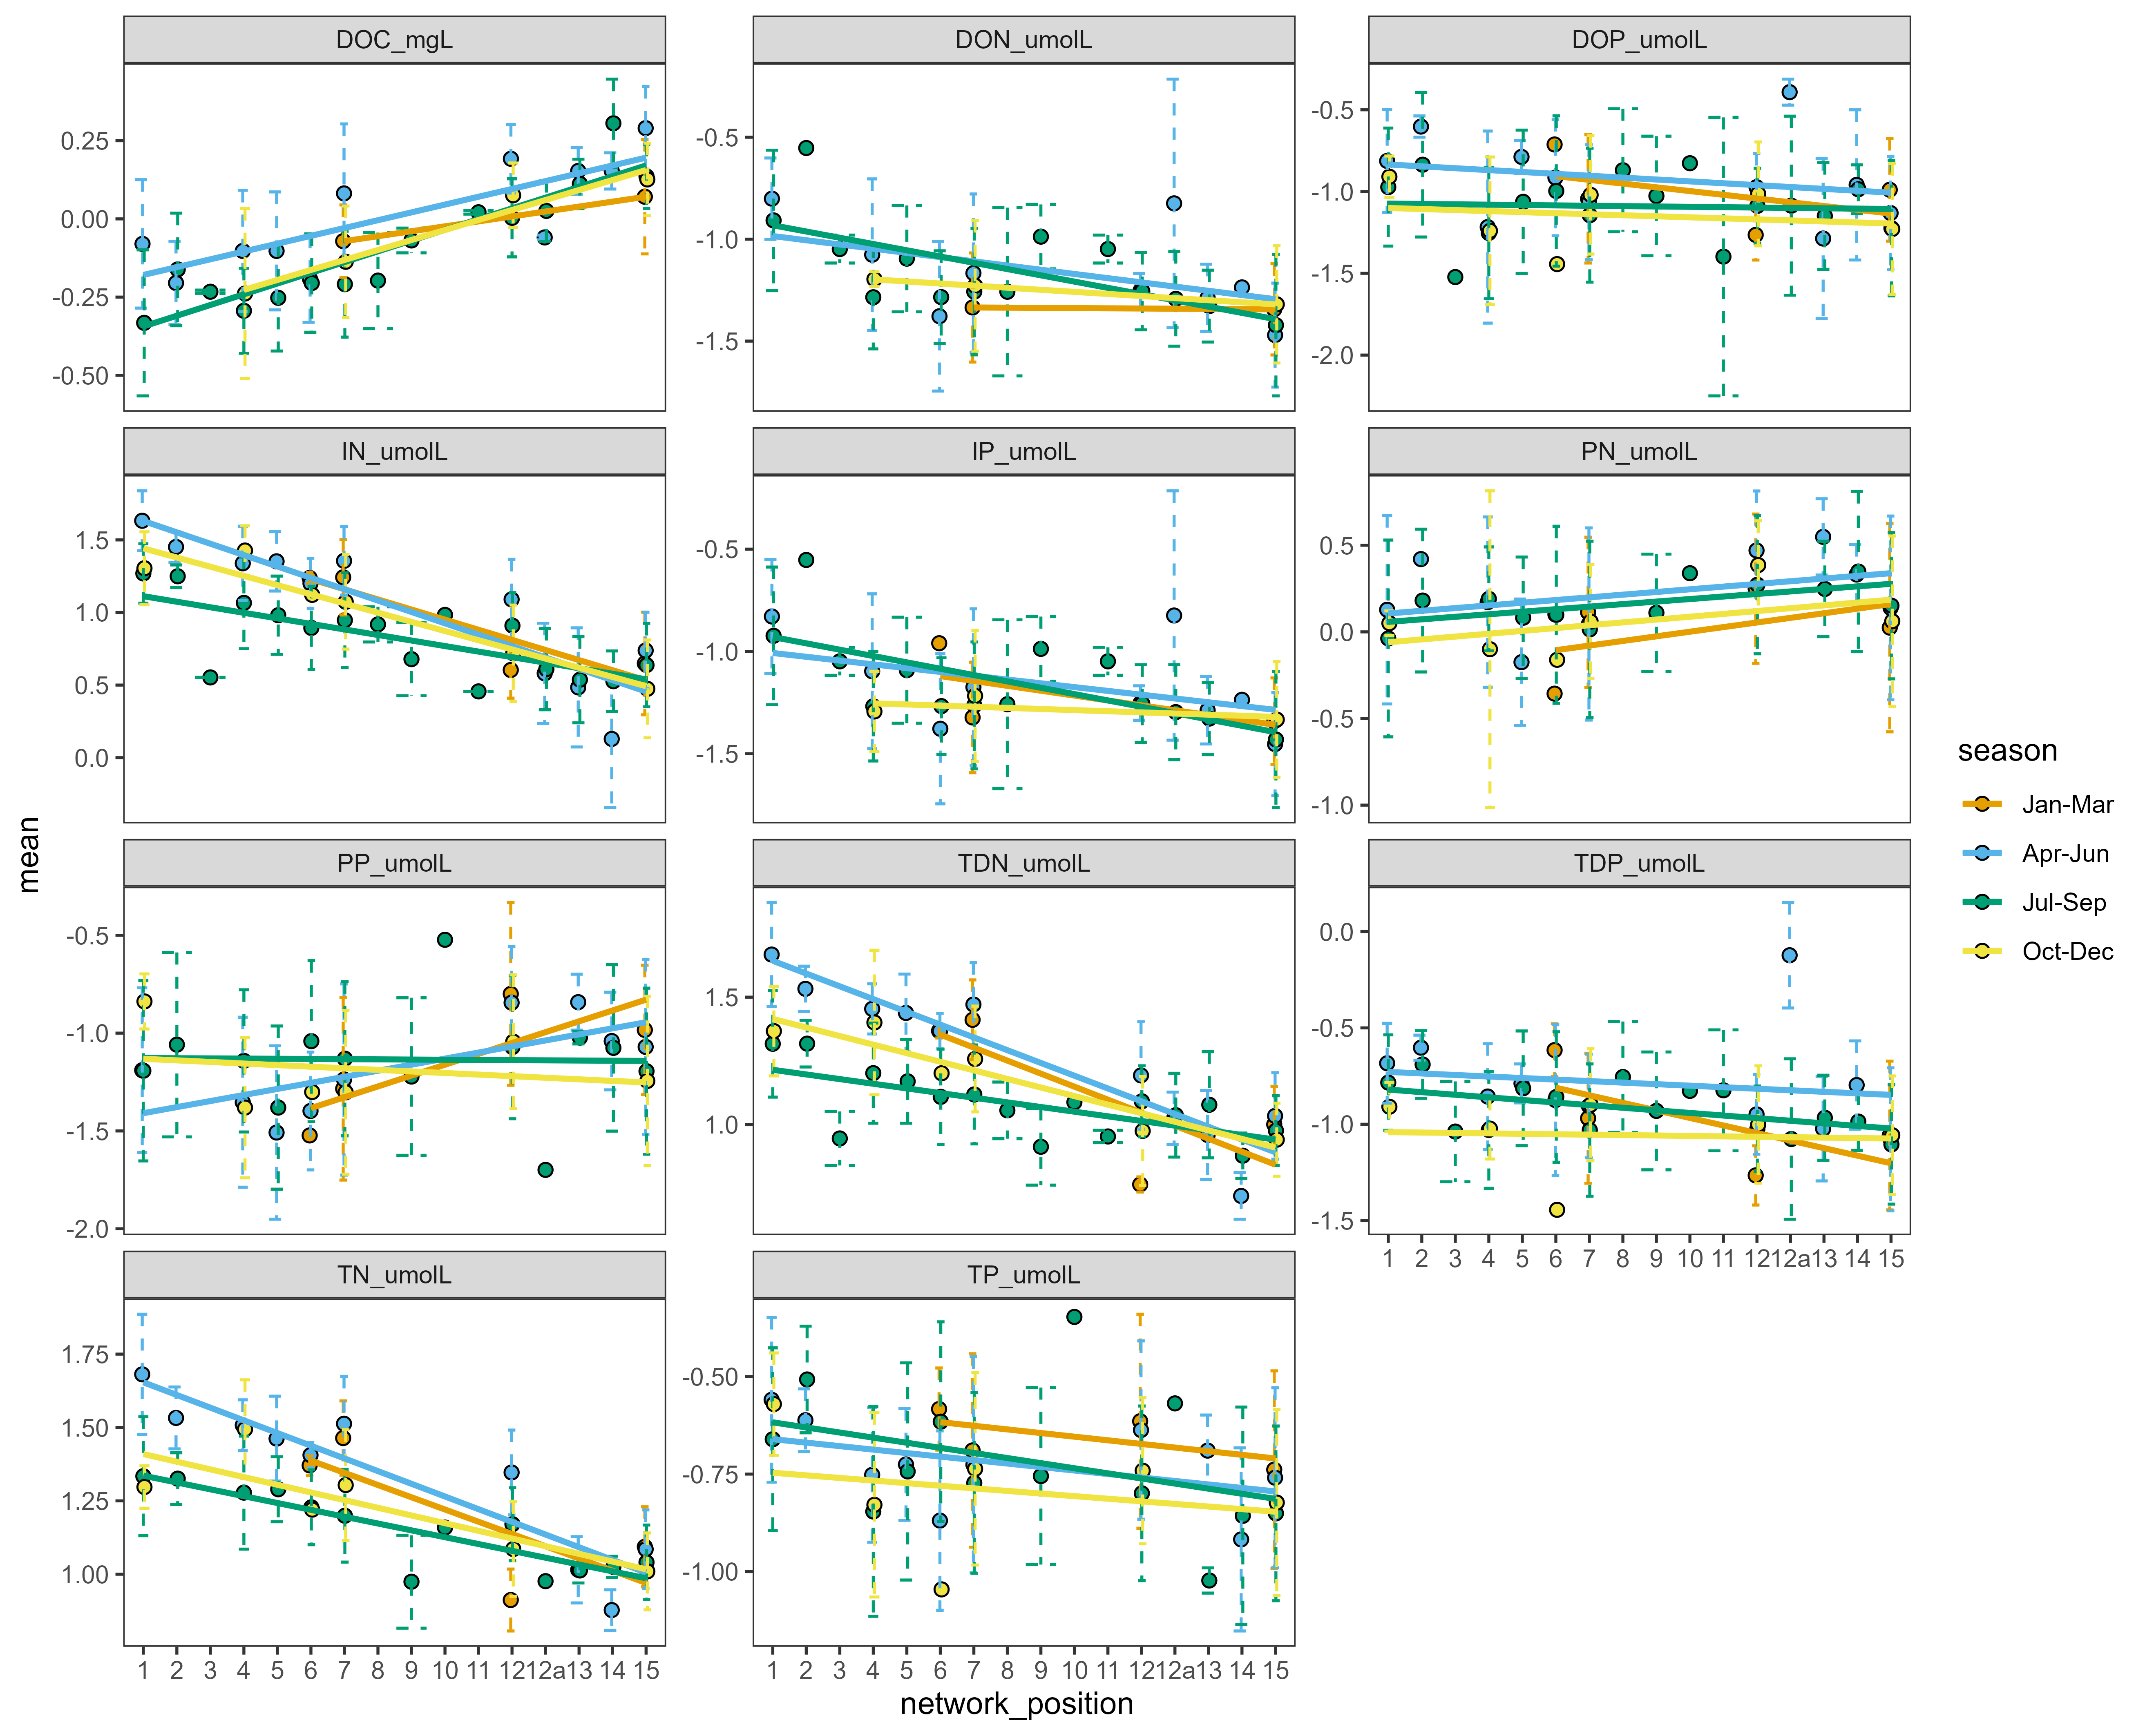 DOC_mgL
DON_umolL
DOP_umolL
0.25
0.00
-0.25
-0.50
-0.5
-1.0
-1.5
-0.5
-1.0
-1.5
-2.0
IN_umolL
IP_umolL
PN_umolL
1.5
1.0
0.5
0.0
-0.5
-1.0
-1.5
0.5
0.0
-0.5
-1.0
PP_umolL
TDN_umolL
TDP_umolL
-0.5
-1.0
-1.5
-2.0
1.5
1.0
0.0
-0.5
-1.0
-1.5
1 2 3 4 5 6 7 8 9 10 11 12 12a 13 14 15
TN_umolL
TP_umolL
1.75
1.50
1.25
1.00
-0.50
-0.75
-1.00
1 2 3 4 5 6 7 8 9 10 11 12 12a 13 14 15
1 2 3 4 5 6 7 8 9 10 11 12 12a 13 14 15
network_position
mean
season
Jan-Mar
Apr-Jun
Jul-Sep
Oct-Dec